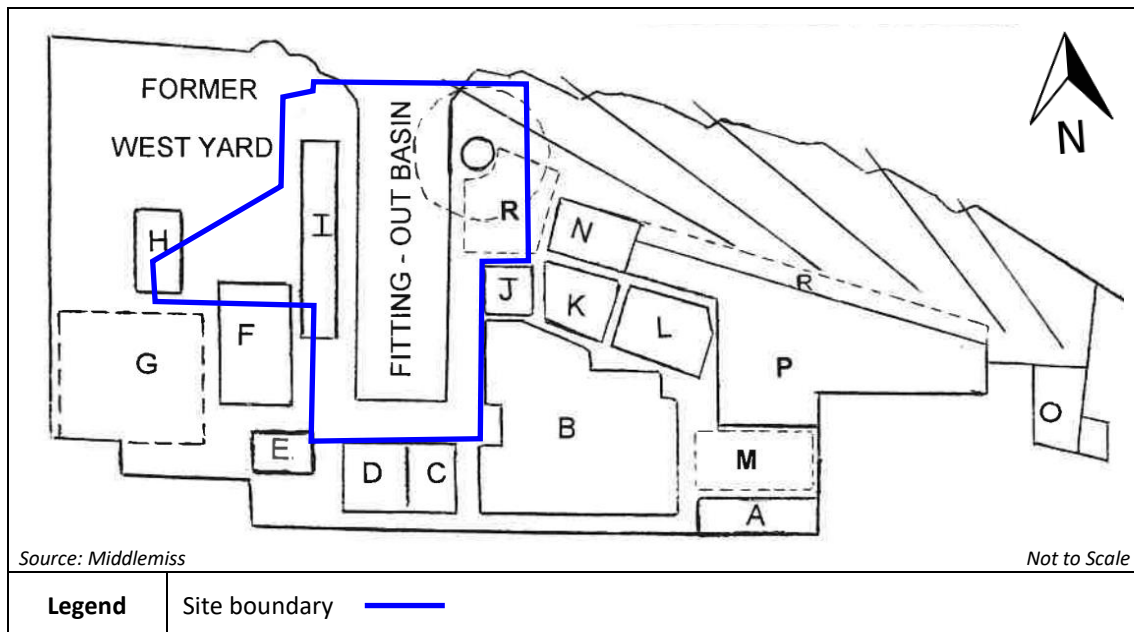 FORMER
WEST YARD
FITTING - OUT BASIN
N
H
I
R
N
J
K
L
R
G
F
P
O
B
E
M
D
C
A
Source: Middlemiss
Not to Scale
Legend
Site boundary